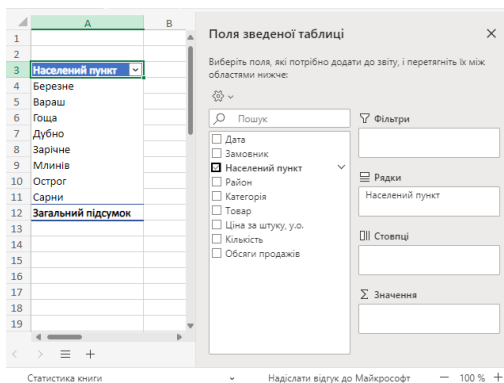 A B
1
2
3 Населений пункт
4 Березне
5 Вараш
6 Гоща
7 Дубно
8 Зарічне
9 Млинів
10 Острог
11 Сарни
12 Загальний підсумок
13
14
15
16
17
18
19
Поля зведеної таблиці
Виберіть поля, які потрібно додати до звіту, і перетягніть їх між
областями нижче:
Пошук
Дата
Замовник
Населений пункт
Район
Категорія
Товар
Ціна за штуку, у.о.
Кількість
Обсяги продажів
Фільтри
Рядки
Населений пункт
Стовпці
Значення
Статистика книги
Надіслати відгук до Майкрософт
100 %